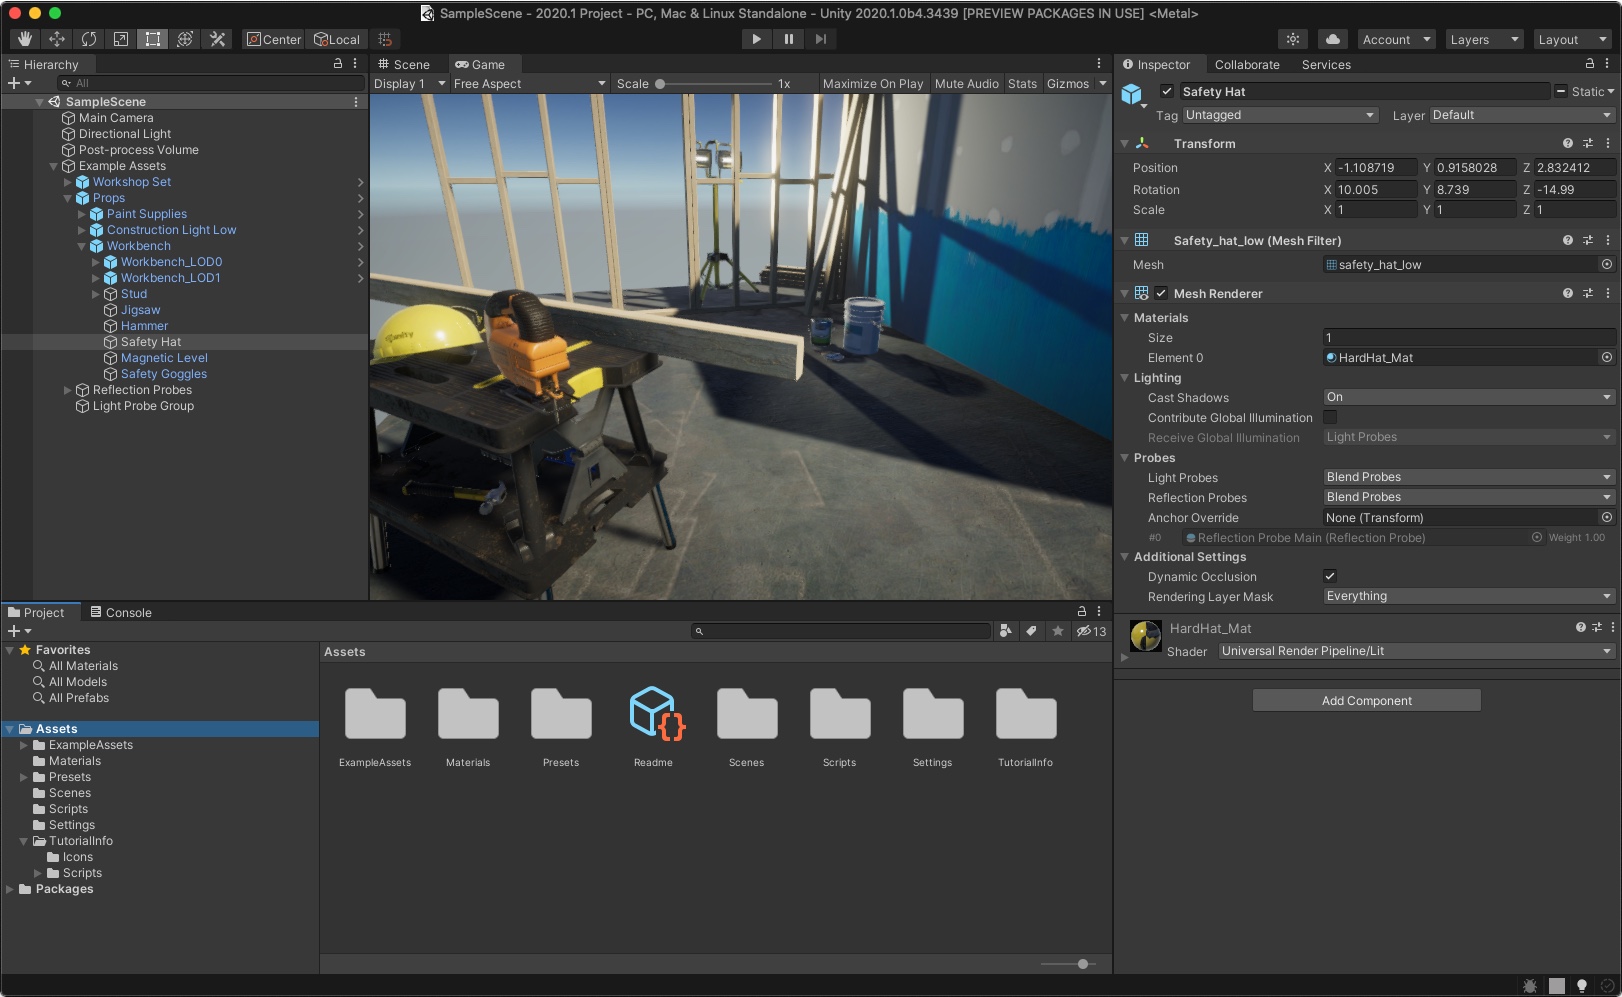 SampleScene - 2020.1 Project - PC, Mac & Linux Standalone - Unity 2020.1.0b4.3439 [PREVIEW PACKAGES IN USE] <Metal>
Center Local Account Layers Layout
Hierarchy
All
SampleScene
Main Camera
Directional Light
Post-process Volume
Example Assets
Workshop Set
Props
Paint Supplies
Construction Light Low
Workbench
Workbench_LOD0
Workbench_LOD1
Stud
Jigsaw
Hammer
Safety Hat
Magnetic Level
Safety Goggles
Reflection Probes
Light Probe Group
Scene Game
Display 1 Free Aspect Scale 1x Maximize On Play Mute Audio Stats Gizmos
Inspector Collaborate Services
Safety Hat Static
Tag Untagged Layer Default
Transform
Position X -1.108719 Y 0.9158028 Z 2.832412
Rotation X 10.005 Y 8.739 Z -14.99
Scale X 1 Y 1 Z 1
Safety_hat_low (Mesh Filter)
Mesh safety_hat_low
Mesh Renderer
Materials
Size 1
Element 0 HardHat_Mat
Lighting
Cast Shadows On
Contribute Global Illumination
Receive Global Illumination Light Probes
Probes
Light Probes Blend Probes
Reflection Probes Blend Probes
Anchor Override None (Transform)
#0 Reflection Probe Main (Reflection Probe) Weight 1.00
Additional Settings
Dynamic Occlusion
Rendering Layer Mask Everything
HardHat_Mat
Shader Universal Render Pipeline/Lit
Add Component
Project Console
13
Favorites
All Materials
All Models
All Prefabs
Assets
ExampleAssets
Materials
Presets
Scenes
Scripts
Settings
TutorialInfo
Icons
Scripts
Packages
Assets
ExampleAssets Materials Presets Readme Scenes Scripts Settings TutorialInfo